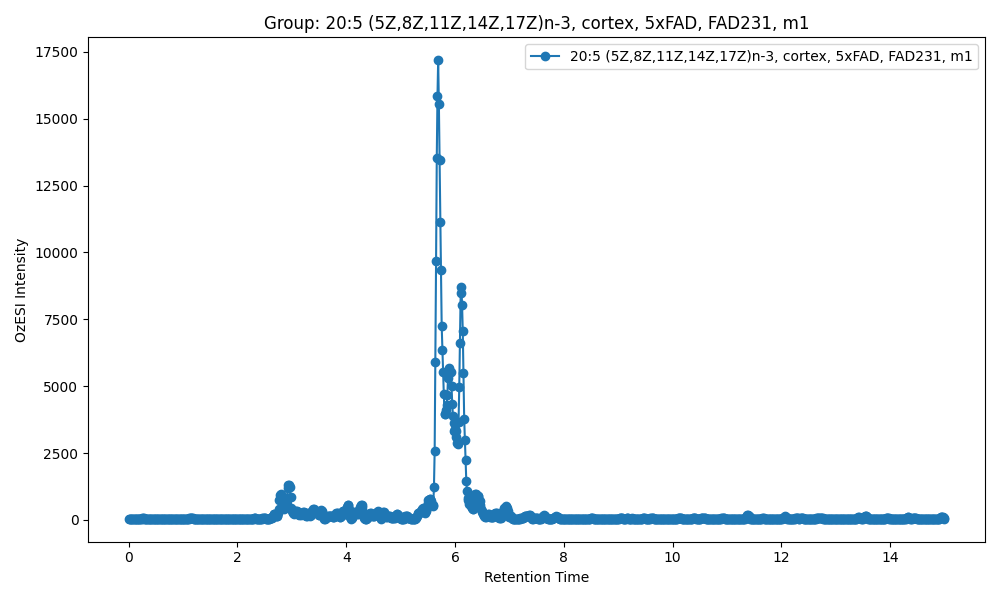 Group: 20:5 (5Z,8Z,11Z,14Z,17Z)n-3, cortex, 5xFAD, FAD231, m1
20:5 (5Z,8Z,11Z,14Z,17Z)n-3, cortex, 5xFAD, FAD231, m1
17500
15000
12500
10000
7500
5000
2500
0
OzESI Intensity
0 2 4 6 8 10 12 14
Retention Time